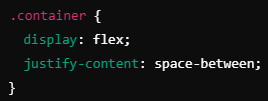 .container {
  display: flex;
  justify-content: space-between;
}